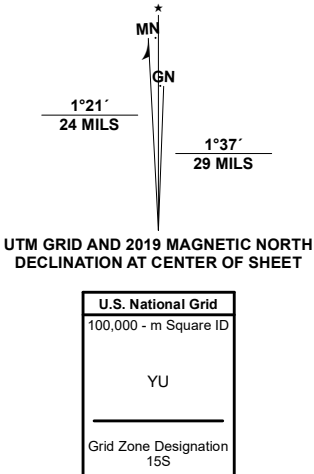 ★
MN
GN
1°21´
24 MILS
1°37´
29 MILS
UTM GRID AND 2019 MAGNETIC NORTH
DECLINATION AT CENTER OF SHEET
U.S. National Grid
100,000 - m Square ID
YU
Grid Zone Designation
15S